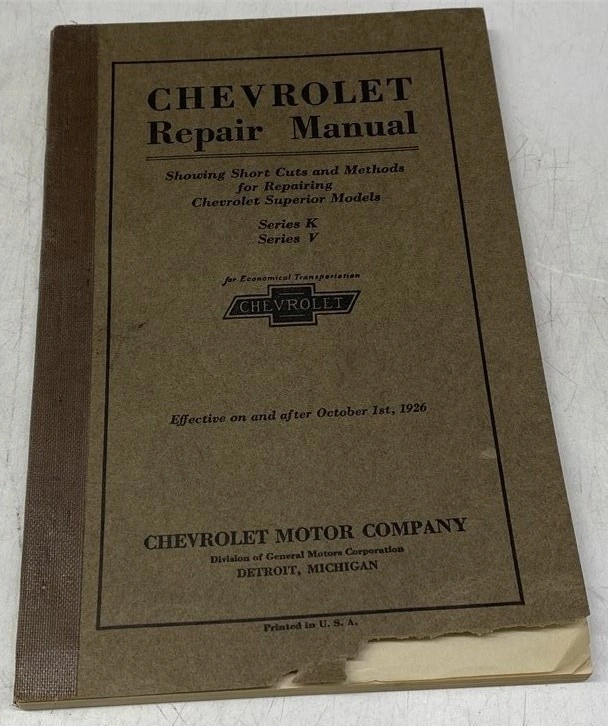 CHEVROLET
Repair Manual
Showing Short Cuts and Methods
for Repairing
Chevrolet Superior Models
Series K
Series V
for Economical Transportation
CHEVROLET
Effective on and after October 1st, 1926
CHEVROLET MOTOR COMPANY
Division of General Motors Corporation
DETROIT, MICHIGAN
Printed in U. S. A.